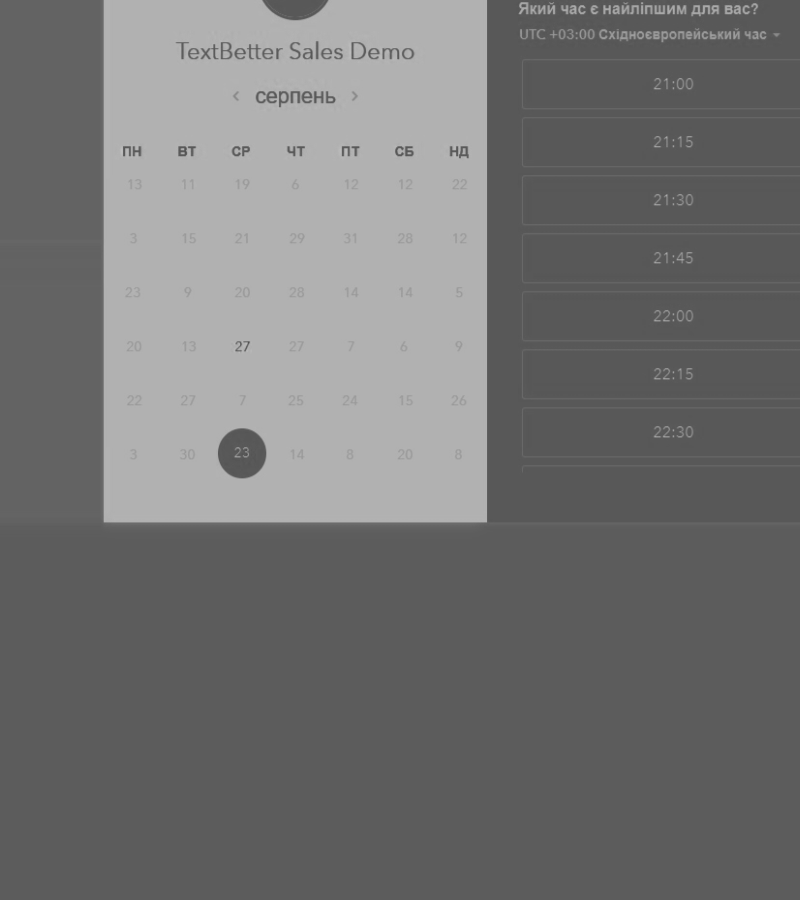 TextBetter Sales Demo
‹ серпень ›
ПН ВТ СР ЧТ ПТ СБ НД
13 11 19 6 12 12 22
3 15 21 29 31 28 12
23 9 20 28 14 14 5
20 13 27 27 7 6 9
22 27 7 25 24 15 26
3 30 23 14 8 20 8
Який час є найліпшим для вас?
UTC +03:00 Східноєвропейський час
21:00
21:15
21:30
21:45
22:00
22:15
22:30